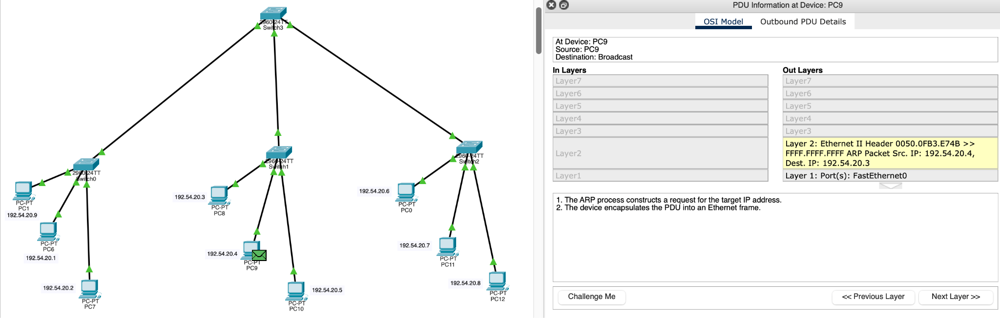 2960-24TT
Switch3
2960-24TT
Switch0
2960-24TT
Switch1
2960-24TT
Switch2
PC-PT
PC1
192.54.20.9
PC-PT
PC6
192.54.20.1
192.54.20.2
PC-PT
PC7
192.54.20.3
PC-PT
PC8
192.54.20.4
PC-PT
PC9
192.54.20.5
PC-PT
PC10
192.54.20.6
PC-PT
PC0
192.54.20.7
PC-PT
PC11
192.54.20.8
PC-PT
PC12
PDU Information at Device: PC9
OSI Model Outbound PDU Details
At Device: PC9
Source: PC9
Destination: Broadcast
In Layers
Layer7
Layer6
Layer5
Layer4
Layer3
Layer2
Layer1
Out Layers
Layer7
Layer6
Layer5
Layer4
Layer3
Layer 2: Ethernet II Header 0050.0FB3.E74B >>
FFFF.FFFF.FFFF ARP Packet Src. IP: 192.54.20.4,
Dest. IP: 192.54.20.3
Layer 1: Port(s): FastEthernet0
1. The ARP process constructs a request for the target IP address.
2. The device encapsulates the PDU into an Ethernet frame.
Challenge Me << Previous Layer Next Layer >>